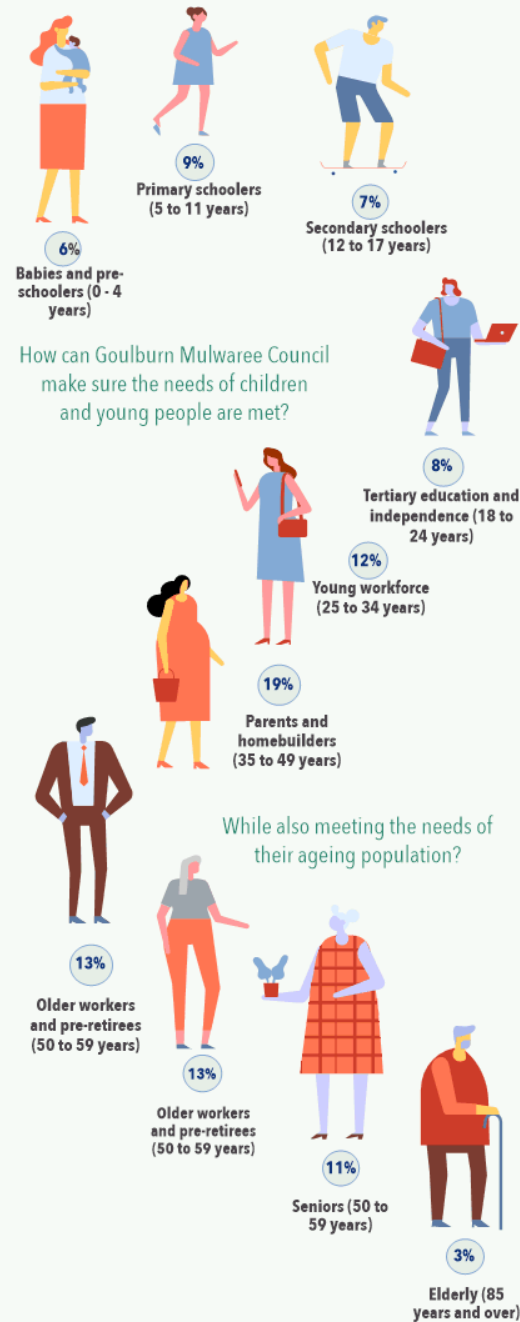 9%
Primary schoolers
(5 to 11 years)
7%
Secondary schoolers
(12 to 17 years)
6%
Babies and pre-
schoolers (0 - 4
years)
How can Goulburn Mulwaree Council
make sure the needs of children
and young people are met?
8%
Tertiary education and
independence (18 to
24 years)
12%
Young workforce
(25 to 34 years)
19%
Parents and
homebuilders
(35 to 49 years)
While also meeting the needs of
their ageing population?
13%
Older workers
and pre-retirees
(50 to 59 years)
13%
Older workers
and pre-retirees
(50 to 59 years)
11%
Seniors (50 to
59 years)
3%
Elderly (85
years and over)